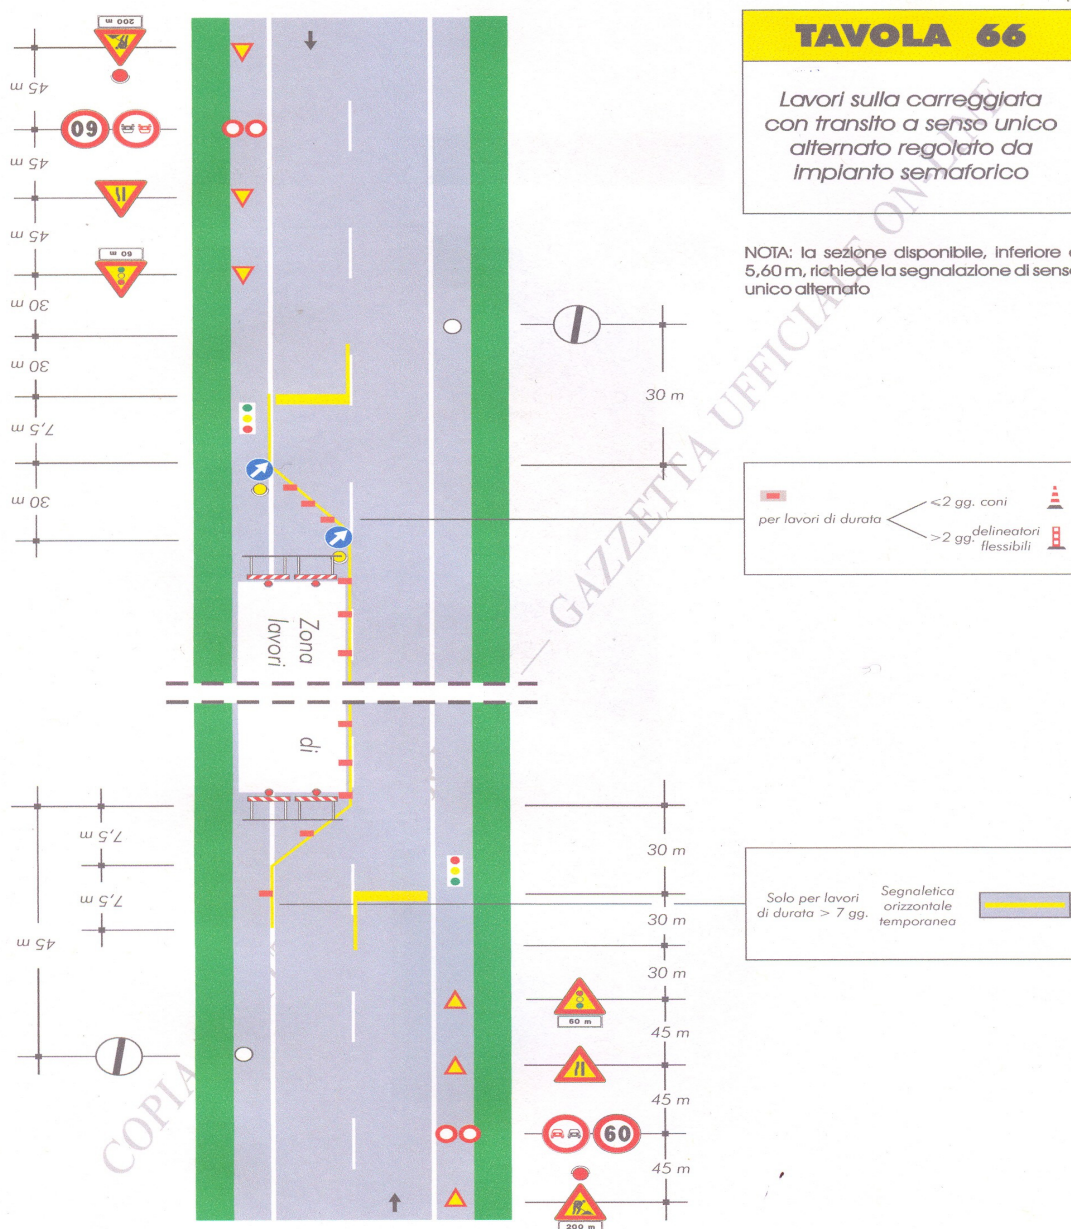 TAVOLA 66
Lavori sulla carreggiata
con transito a senso unico
alternato regolato da
impianto semaforico
NOTA: la sezione disponibile, inferiore
5,60 m, richiede la segnalazione di senso
unico alternato
200 m
45 m
60
45 m
45 m
60 m
30 m
30 m
7,5 m
30 m
30 m
per lavori di durata
<2 gg. coni
>2 gg. delineatori
flessibili
Zona
lavori
di
7,5 m
7,5 m
45 m
30 m
30 m
30 m
Solo per lavori
di durata > 7 gg.
Segnaletica
orizzontale
temporanea
60 m
45 m
45 m
60
45 m
200 m
COPIA
— GAZZETTA UFFICIALE ON-LINE